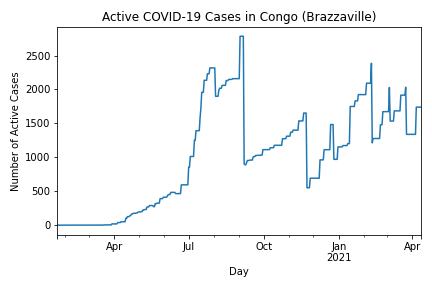 Active COVID-19 Cases in Congo (Brazzaville)
Number of Active Cases
2500
2000
1500
1000
500
0
Apr
Jul
Oct
Jan
2021
Apr
Day